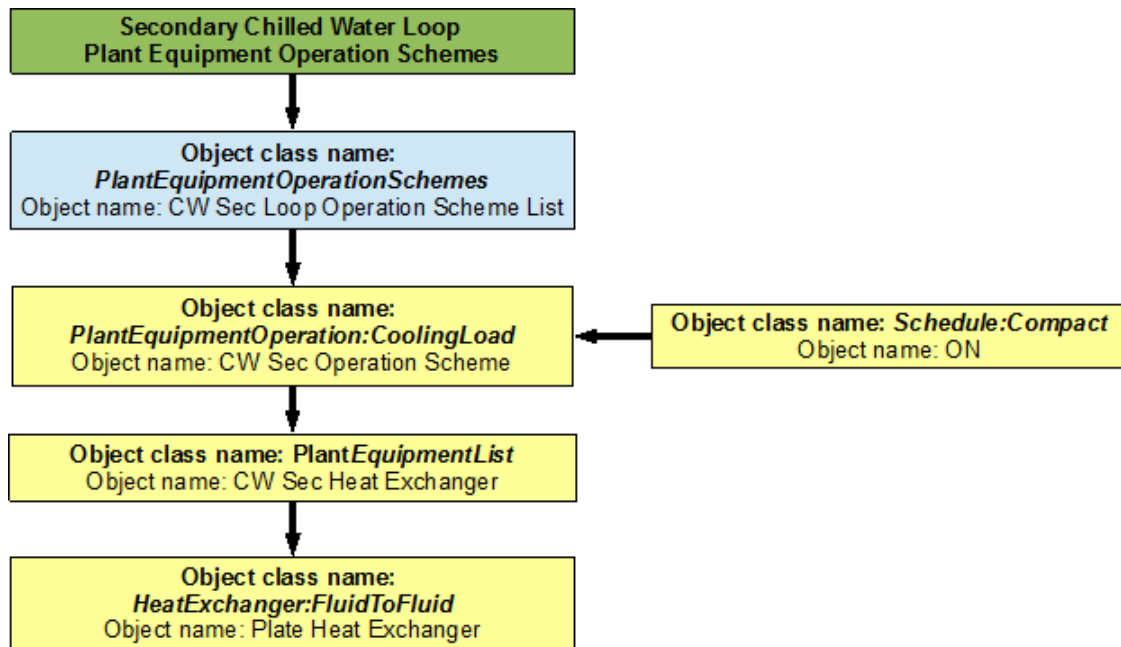 Secondary Chilled Water Loop
Plant Equipment Operation Schemes
Object class name:
PlantEquipmentOperationSchemes
Object name: CW Sec Loop Operation Scheme List
Object class name:
PlantEquipmentOperation:CoolingLoad
Object name: CW Sec Operation Scheme
Object class name: Schedule:Compact
Object name: ON
Object class name: PlantEquipmentList
Object name: CW Sec Heat Exchanger
Object class name:
HeatExchanger:FluidToFluid
Object name: Plate Heat Exchanger